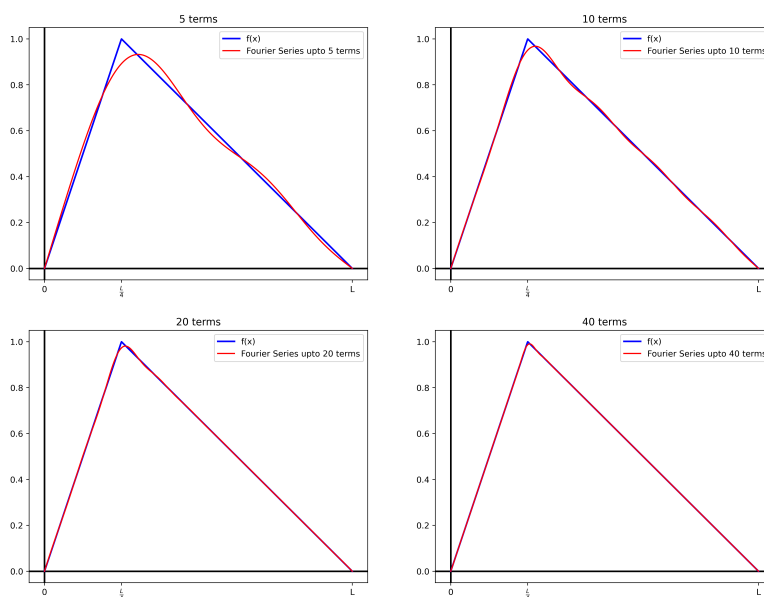 5 terms
f(x)
Fourier Series upto 5 terms
1.0
0.8
0.6
0.4
0.2
0.0
0
L/4
L
10 terms
f(x)
Fourier Series upto 10 terms
1.0
0.8
0.6
0.4
0.2
0.0
0
L/4
L
20 terms
f(x)
Fourier Series upto 20 terms
1.0
0.8
0.6
0.4
0.2
0.0
0
L
40 terms
f(x)
Fourier Series upto 40 terms
1.0
0.8
0.6
0.4
0.2
0.0
0
L